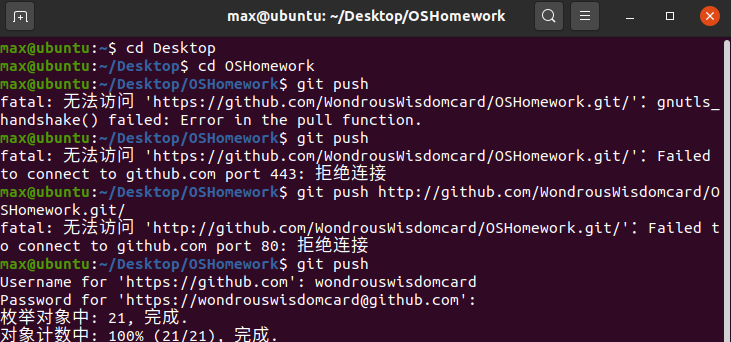 max@ubuntu: ~/Desktop/OSHomework
max@ubuntu:~$ cd Desktop
max@ubuntu:~/Desktop$ cd OSHomework
max@ubuntu:~/Desktop/OSHomework$ git push
fatal: 无法访问 'https://github.com/WondrousWisdomcard/OSHomework.git/'：gnutls_
handshake() failed: Error in the pull function.
max@ubuntu:~/Desktop/OSHomework$ git push
fatal: 无法访问 'https://github.com/WondrousWisdomcard/OSHomework.git/'：Failed
to connect to github.com port 443: 拒绝连接
max@ubuntu:~/Desktop/OSHomework$ git push http://github.com/WondrousWisdomcard/O
SHomework.git/
fatal: 无法访问 'http://github.com/WondrousWisdomcard/OSHomework.git/'：Failed t
o connect to github.com port 80: 拒绝连接
max@ubuntu:~/Desktop/OSHomework$ git push
Username for 'https://github.com': wondrouswisdomcard
Password for 'https://wondrouswisdomcard@github.com':
枚举对象中: 21, 完成.
对象计数中: 100% (21/21), 完成.